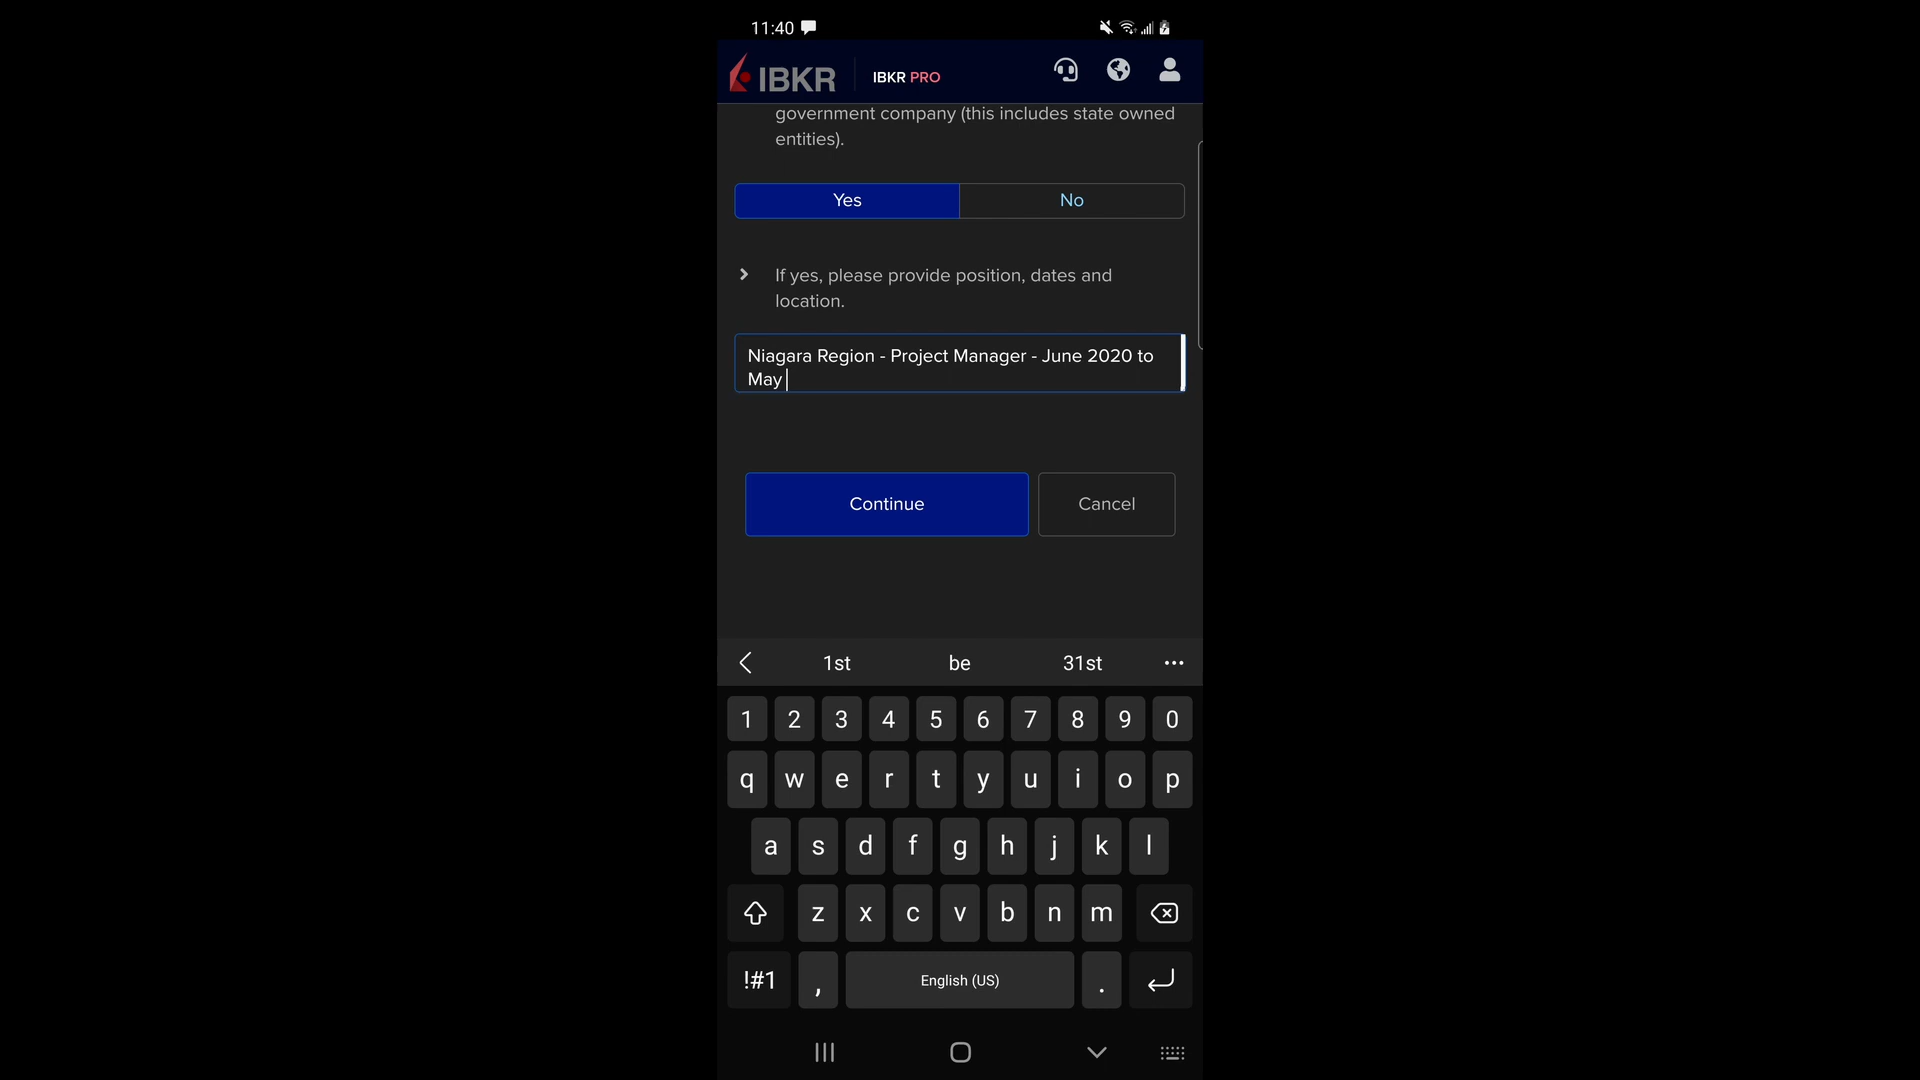 11:40
IBKR
IBKR PRO
government company (this includes state owned
entities).
Yes
No
If yes, please provide position, dates and
location.
Niagara Region - Project Manager - June 2020 to
May
Continue
Cancel
1st be 31st
1 2 3 4 5 6 7 8 9 0
q w e r t y u i o p
a s d f g h j k l
z x c v b n m
!#1 , English (US) .